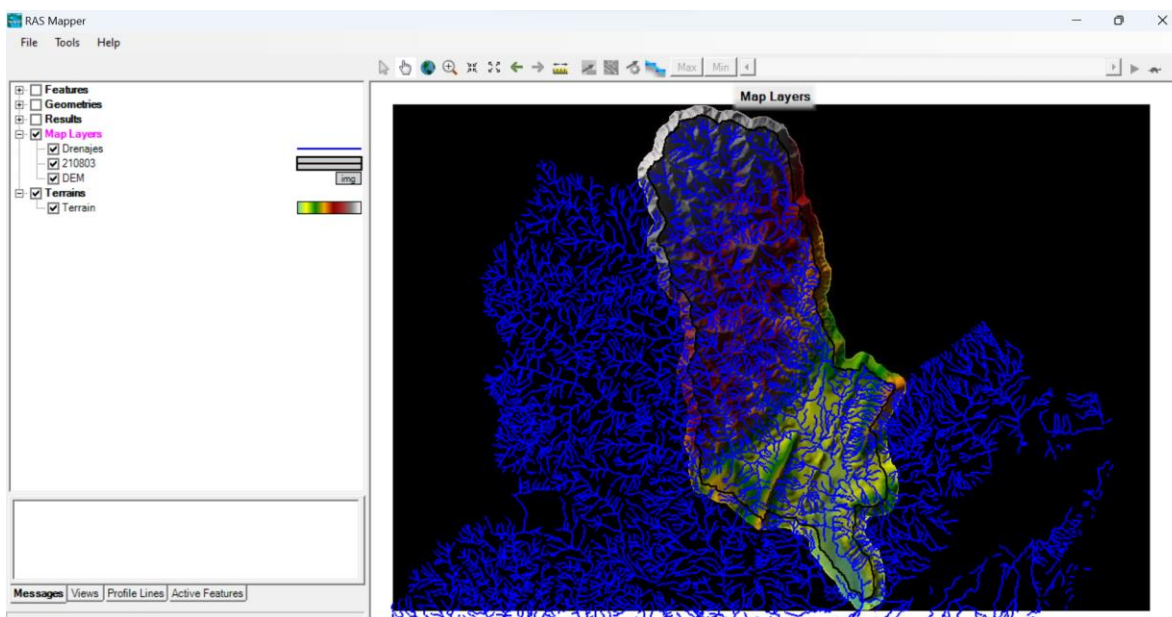 RAS Mapper
File Tools Help
Max Min
Map Layers
Features
Geometries
Results
Map Layers
Drenajes
210803
DEM
img
Terrains
Terrain
Messages Views Profile Lines Active Features